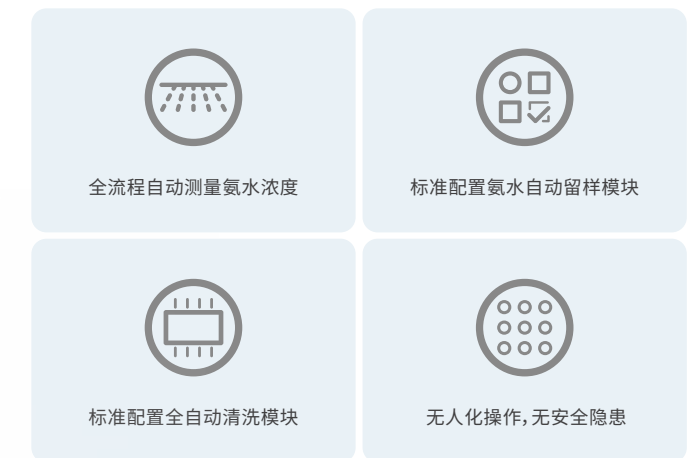 全流程自动测量氨水浓度
标准配置氨水自动留样模块
标准配置全自动清洗模块
无人化操作，无安全隐患